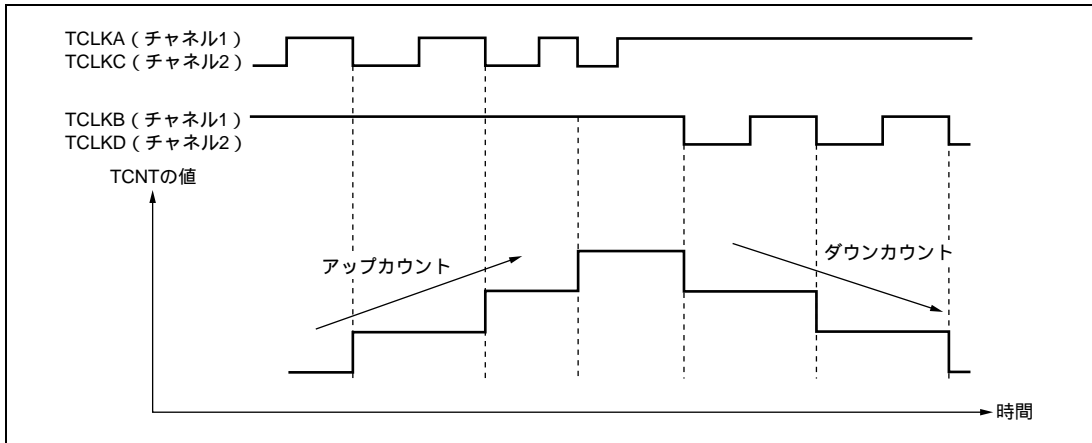 TCLKA（チャネル1）
TCLKC（チャネル2）
TCLKB（チャネル1）
TCLKD（チャネル2）
TCNTの値
アップカウント
ダウンカウント
時間